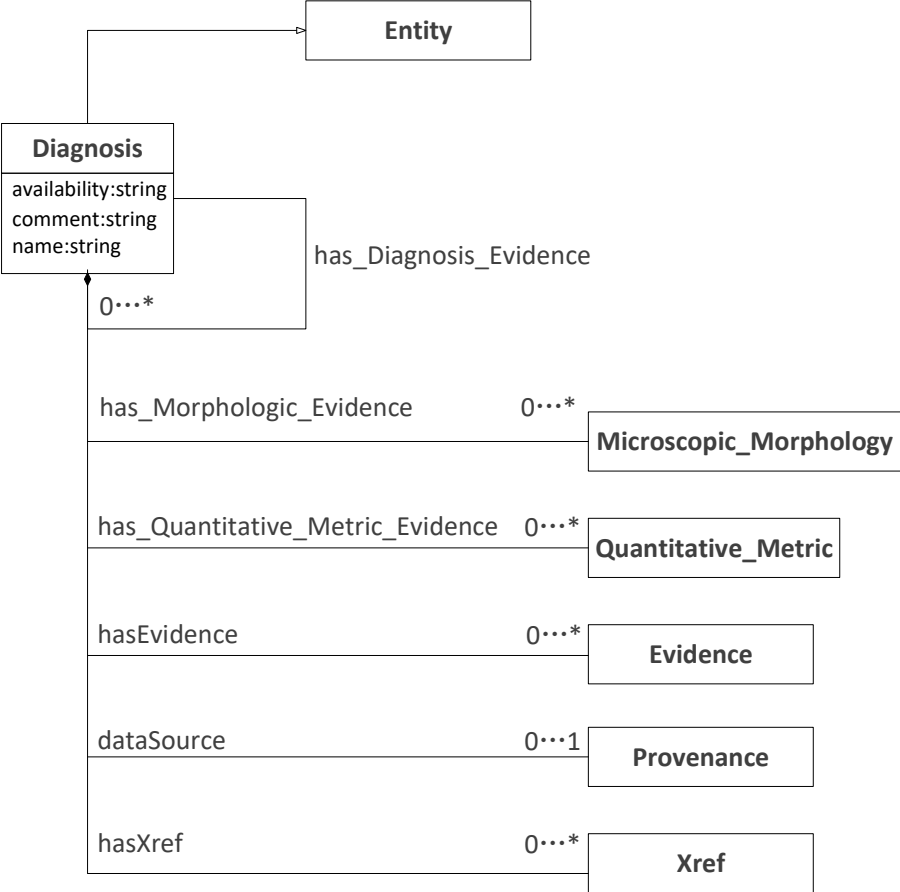 Entity
Diagnosis
availability:string
comment:string
name:string
has_Diagnosis_Evidence
0···*
has_Morphologic_Evidence 0···*
Microscopic_Morphology
has_Quantitative_Metric_Evidence 0···*
Quantitative_Metric
hasEvidence 0···*
Evidence
dataSource 0···1
Provenance
hasXref 0···*
Xref